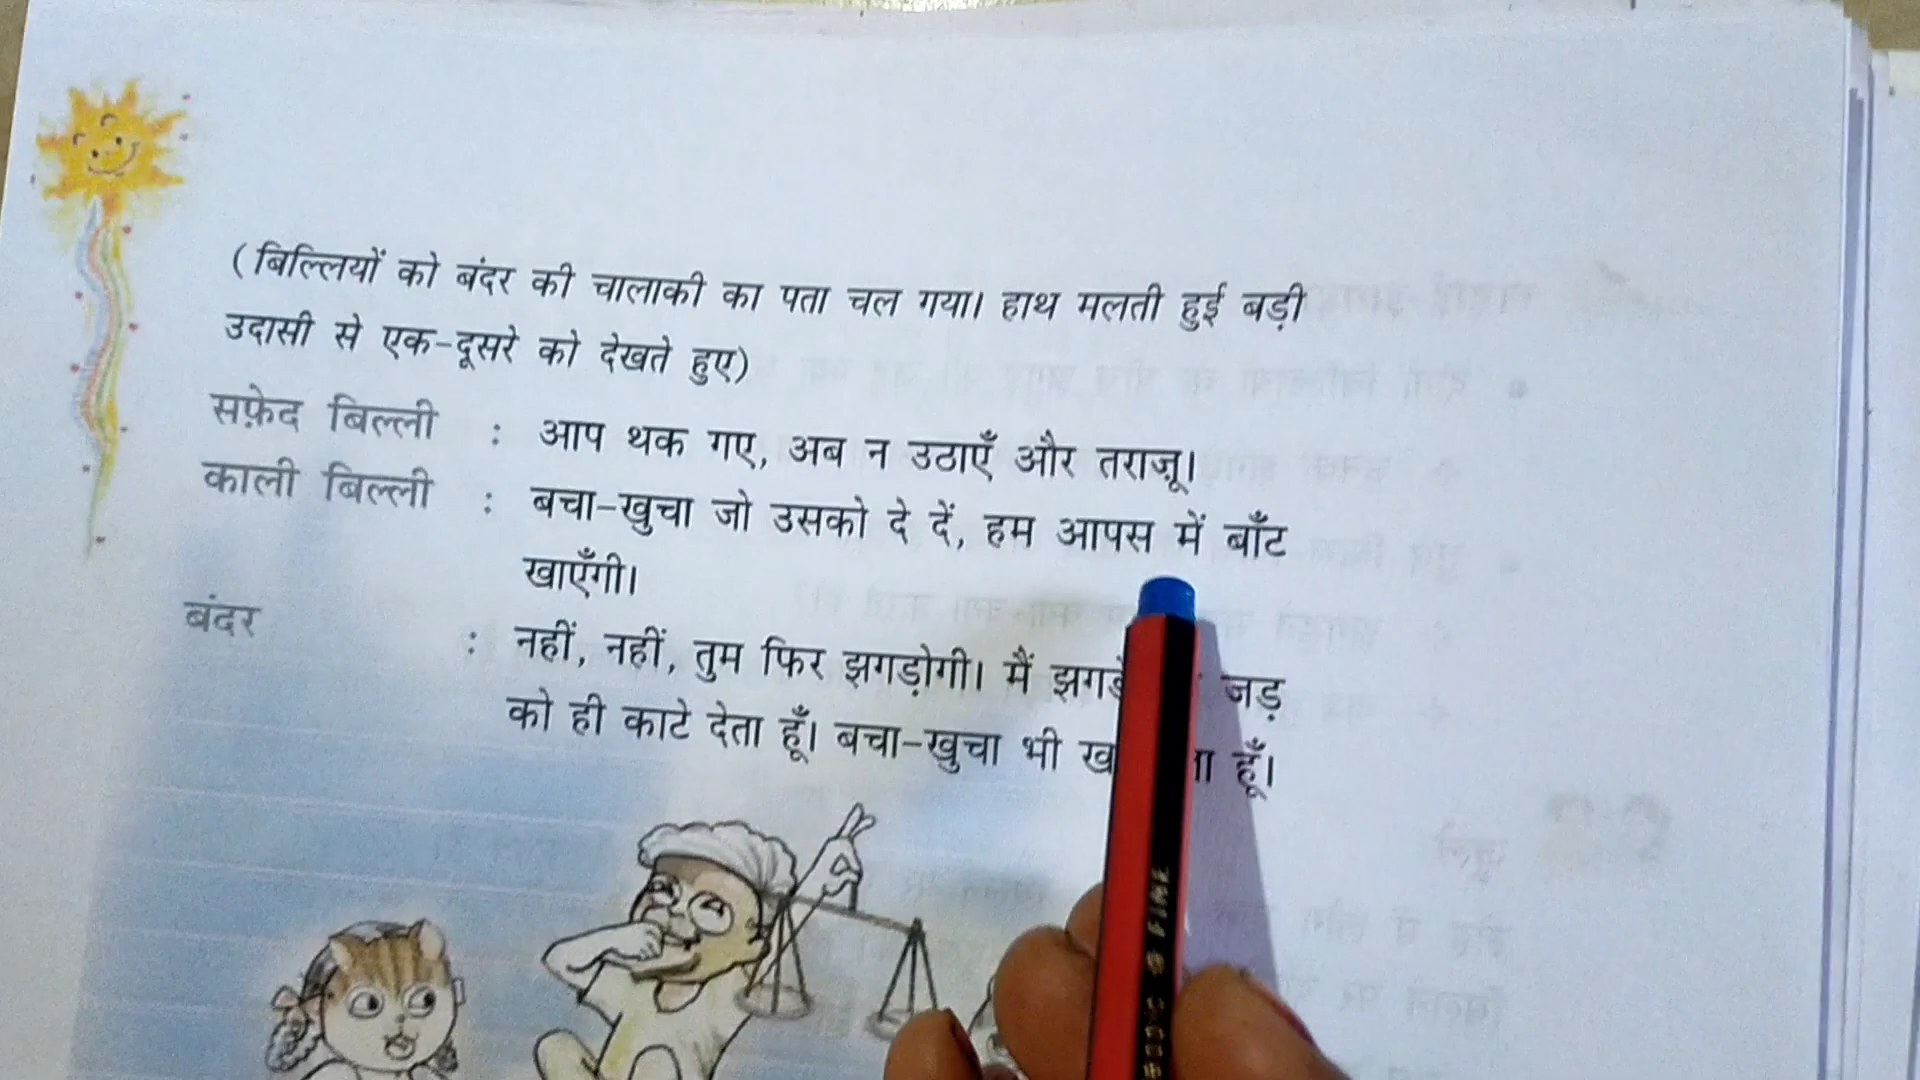 (बिल्लियों को बंदर की चालाकी का पता चल गया। हाथ मलती हुई बड़ी
उदासी से एक-दूसरे को देखते हुए)
सफ़ेद बिल्ली : आप थक गए, अब न उठाएँ और तराज़ू।
काली बिल्ली : बचा-खुचा जो उसको दे दें, हम आपस में बाँट
खाएँगी।
बंदर : नहीं, नहीं, तुम फिर झगड़ोगी। मैं जड़
को ही काटे देता हूँ। बचा-खुचा भी हूँ।
FINE